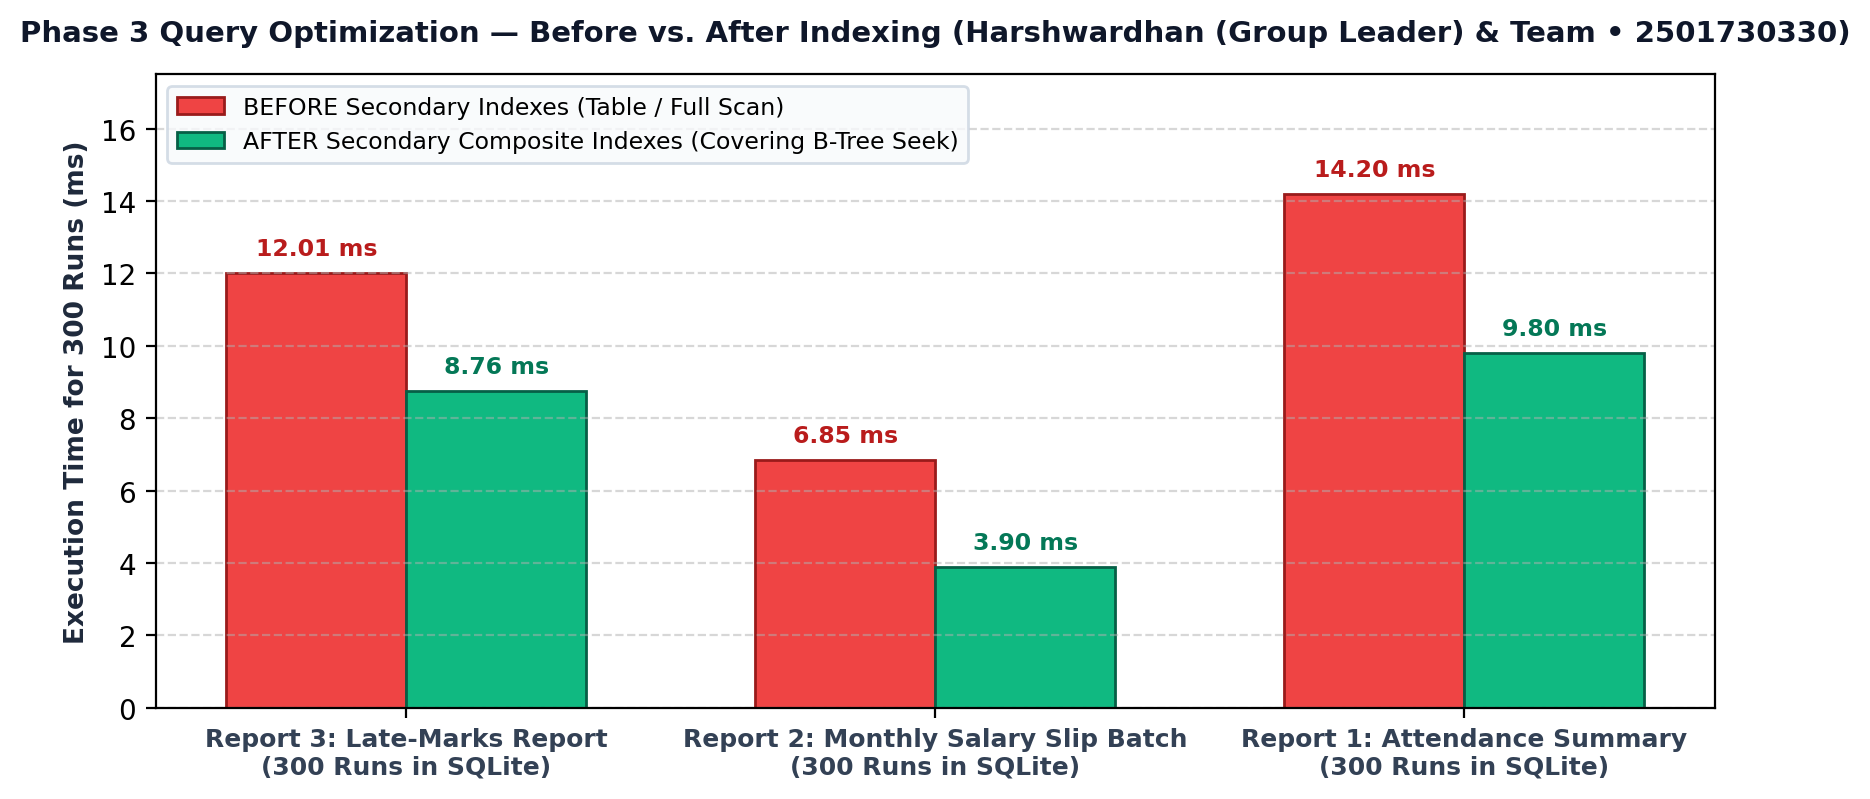 Phase 3 Query Optimization — Before vs. After Indexing (Harshwardhan (Group Leader) & Team • 2501730330)
BEFORE Secondary Indexes (Table / Full Scan)
AFTER Secondary Composite Indexes (Covering B-Tree Seek)
Execution Time for 300 Runs (ms)
16
14
12
10
8
6
4
2
0
12.01 ms
8.76 ms
6.85 ms
3.90 ms
14.20 ms
9.80 ms
Report 3: Late-Marks Report
(300 Runs in SQLite)
Report 2: Monthly Salary Slip Batch
(300 Runs in SQLite)
Report 1: Attendance Summary
(300 Runs in SQLite)